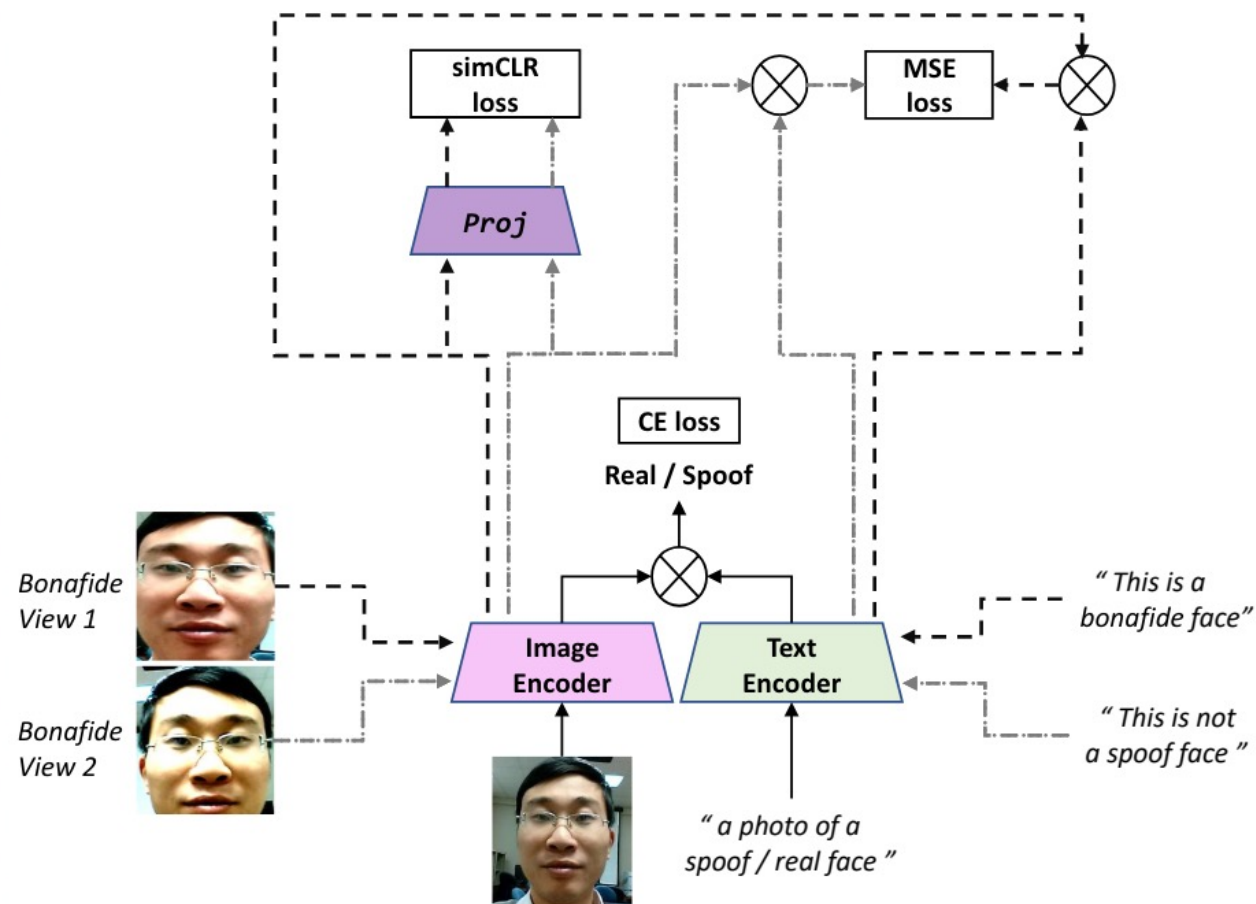 simCLR
loss
MSE
loss
Proj
CE loss
Real / Spoof
Bonafide
View 1
Image
Encoder
Text
Encoder
“ This is a
bonafide face”
Bonafide
View 2
“ This is not
a spoof face ”
“ a photo of a
spoof / real face ”